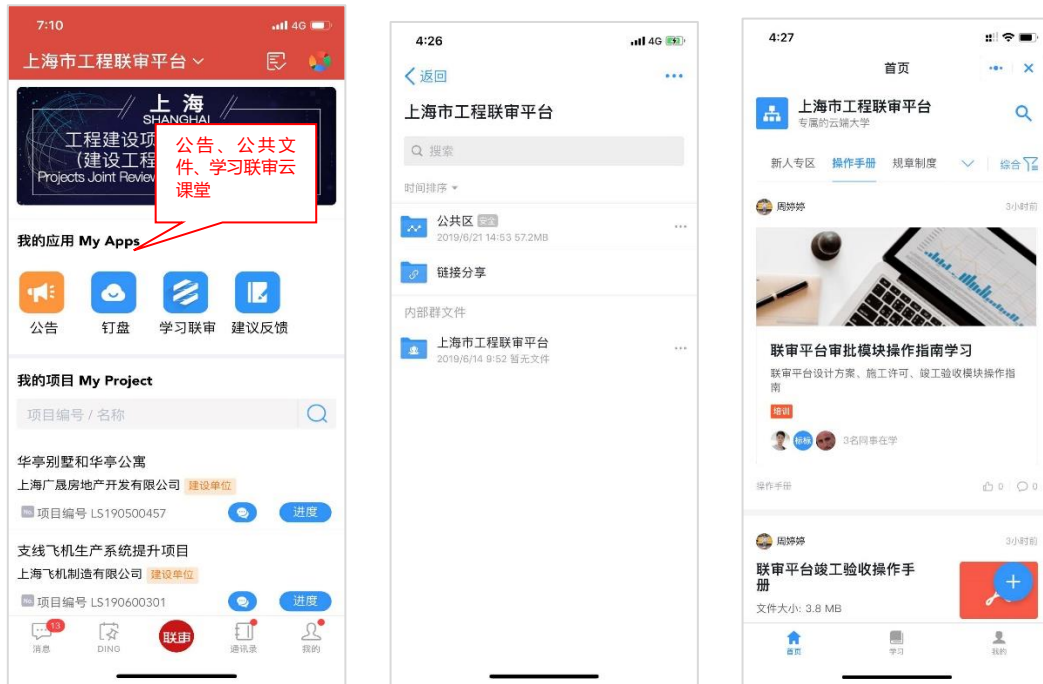 7:10
4G
上海市工程联审平台
上海
SHANGHAI
工程建设项
（建设工程
Projects Joint Review
公告、公共文
件、学习联审云
课堂
我的应用 My Apps
公告
钉盘
学习联审
建议反馈
我的项目 My Project
项目编号 / 名称
华亭别墅和华亭公寓
上海广晟房地产开发有限公司 建设单位
No. 项目编号 LS190500457
进度
支线飞机生产系统提升项目
上海飞机制造有限公司 建设单位
No. 项目编号 LS190600301
进度
13
消息
DING
联审
通讯录
我的
4:26
4G
返回
上海市工程联审平台
搜索
时间排序
公共区 安全
2019/6/21 14:53 57.2MB
链接分享
内部群文件
上海市工程联审平台
2019/6/14 9:52 暂无文件
4:27
首页
上海市工程联审平台
专属的云端大学
新人专区 操作手册 规章制度 综合
周婷婷
3小时前
联审平台审批模块操作指南学习
联审平台设计方案、施工许可、竣工验收模块操作指
南
培训
标标
3名同事在学
操作手册
0
0
周婷婷
3小时前
联审平台竣工验收操作手
册
文件大小: 3.8 MB
首页
学习
我的